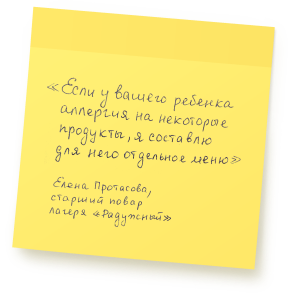 «Если у вашего ребенка
аллергия на некоторые
продукты, я составлю
для него отдельное меню»
Елена Протасова,
старший повар
лагеря «Радужный»